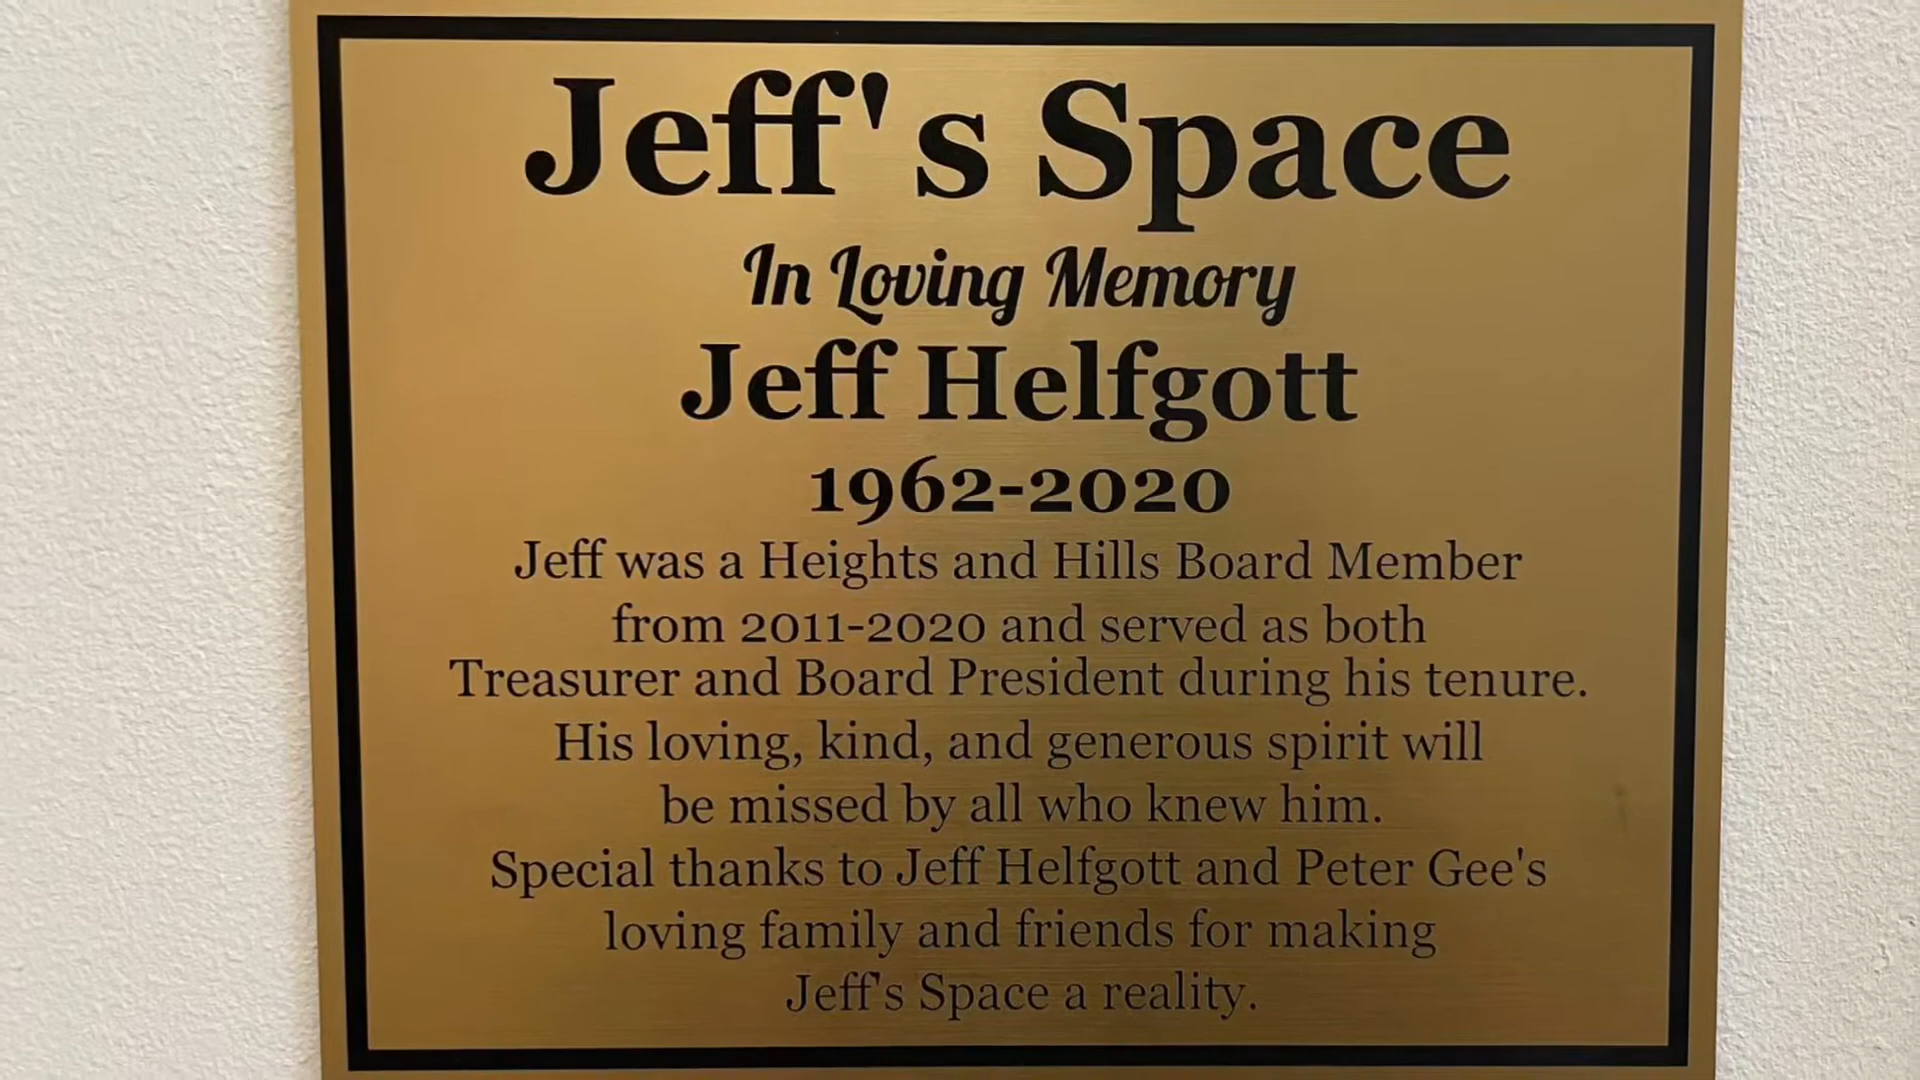 Jeff's Space
In Loving Memory
Jeff Helfgott
1962-2020
Jeff was a Heights and Hills Board Member
from 2011-2020 and served as both
Treasurer and Board President during his tenure.
His loving, kind, and generous spirit will
be missed by all who knew him.
Special thanks to Jeff Helfgott and Peter Gee's
loving family and friends for making
Jeff's Space a reality.